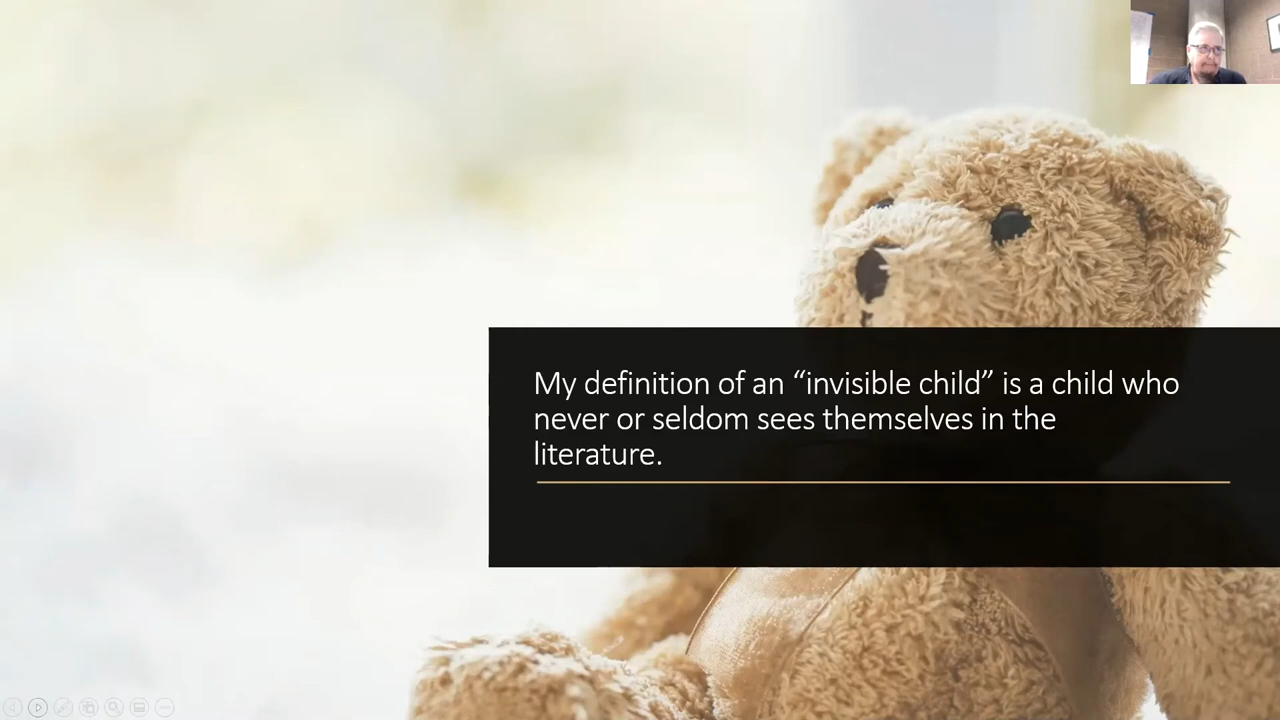 My definition of an “invisible child” is a child who
never or seldom sees themselves in the
literature.